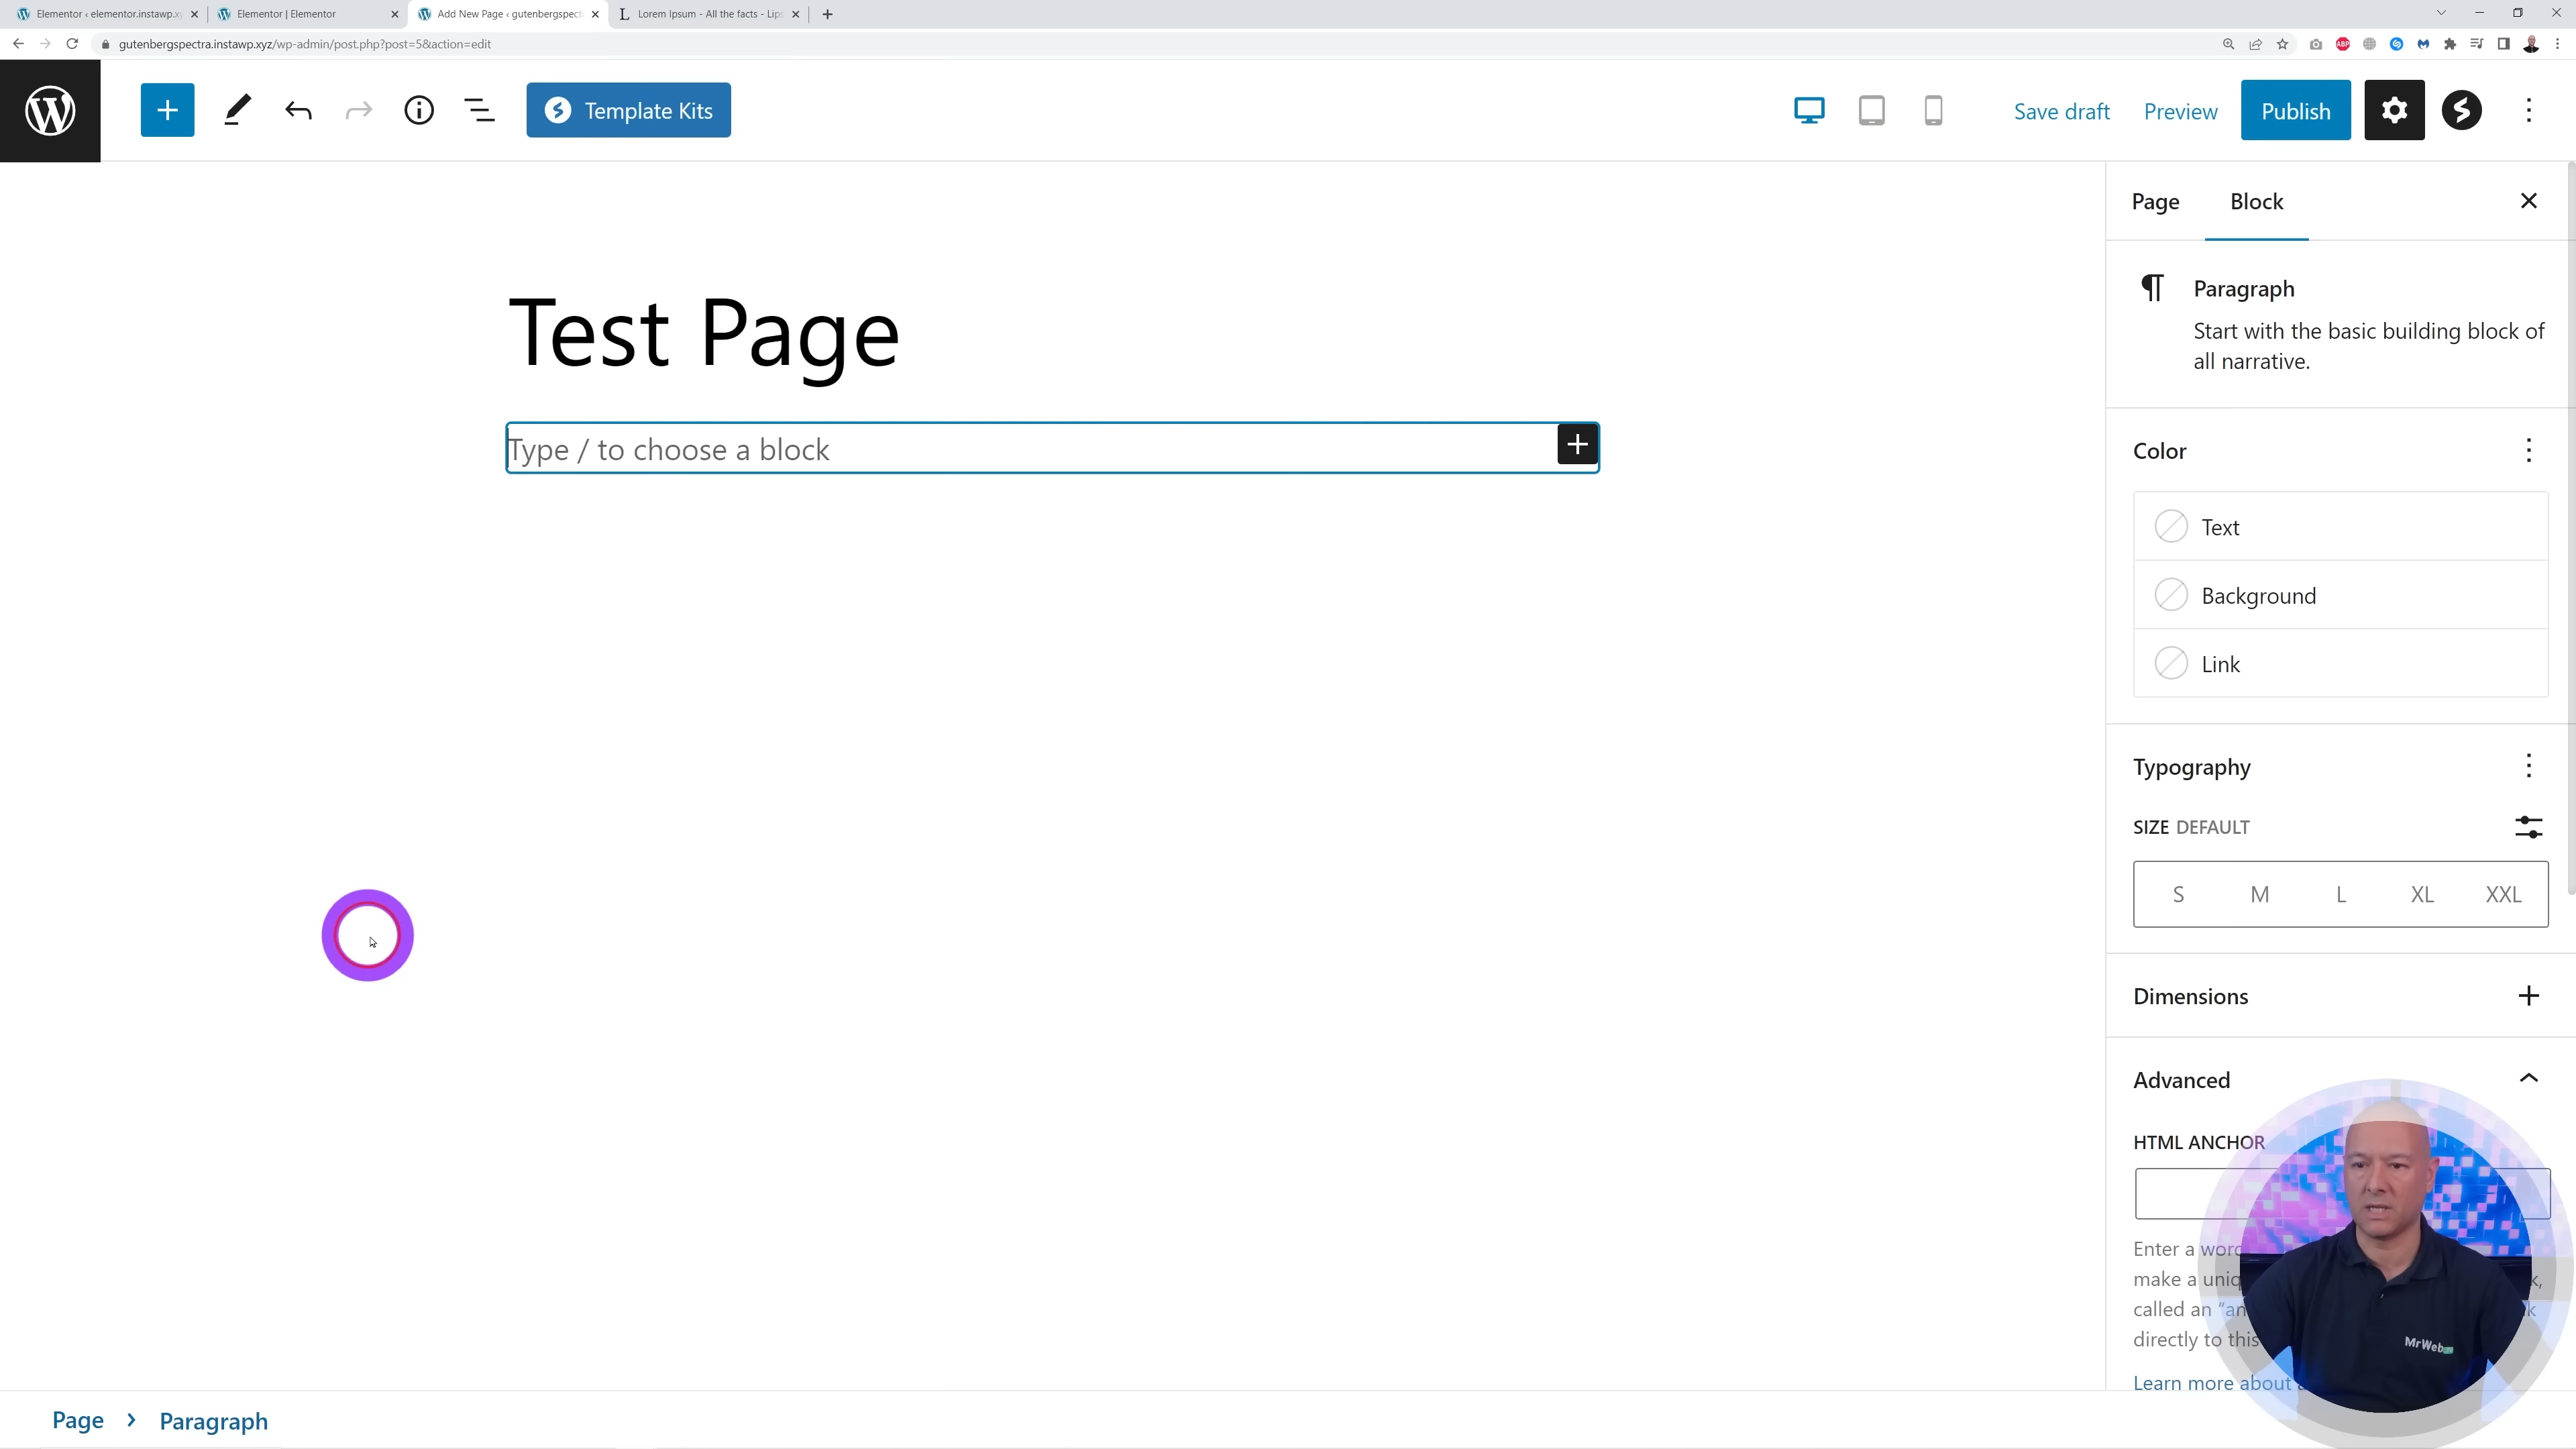 Elementor ‹ elementor.instawp.x
Elementor | Elementor
Add New Page ‹ gutenbergspect
Lorem Ipsum - All the facts - Lip
gutenbergspectra.instawp.xyz/wp-admin/post.php?post=5&action=edit
ABP
Template Kits
Save draft
Preview
Publish
Page
Block
Test Page
Type / to choose a block
Paragraph
Start with the basic building block of
all narrative.
Color
Text
Background
Link
Typography
SIZE DEFAULT
S M L XL XXL
Dimensions
Advanced
HTML ANCHOR
Enter a word
make a uniq
called an “an
directly to this
Learn more about
MrWeb
Page › Paragraph